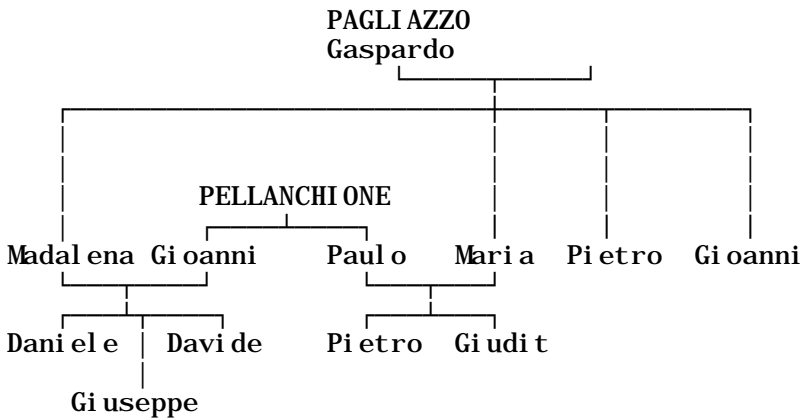 PAGLIAZZO
Gaspardo
PELLANCHIONE
Madalena Gioanni Paulo Maria Pietro Gioanni
Daniele Davide Pietro Giudit
Giuseppe